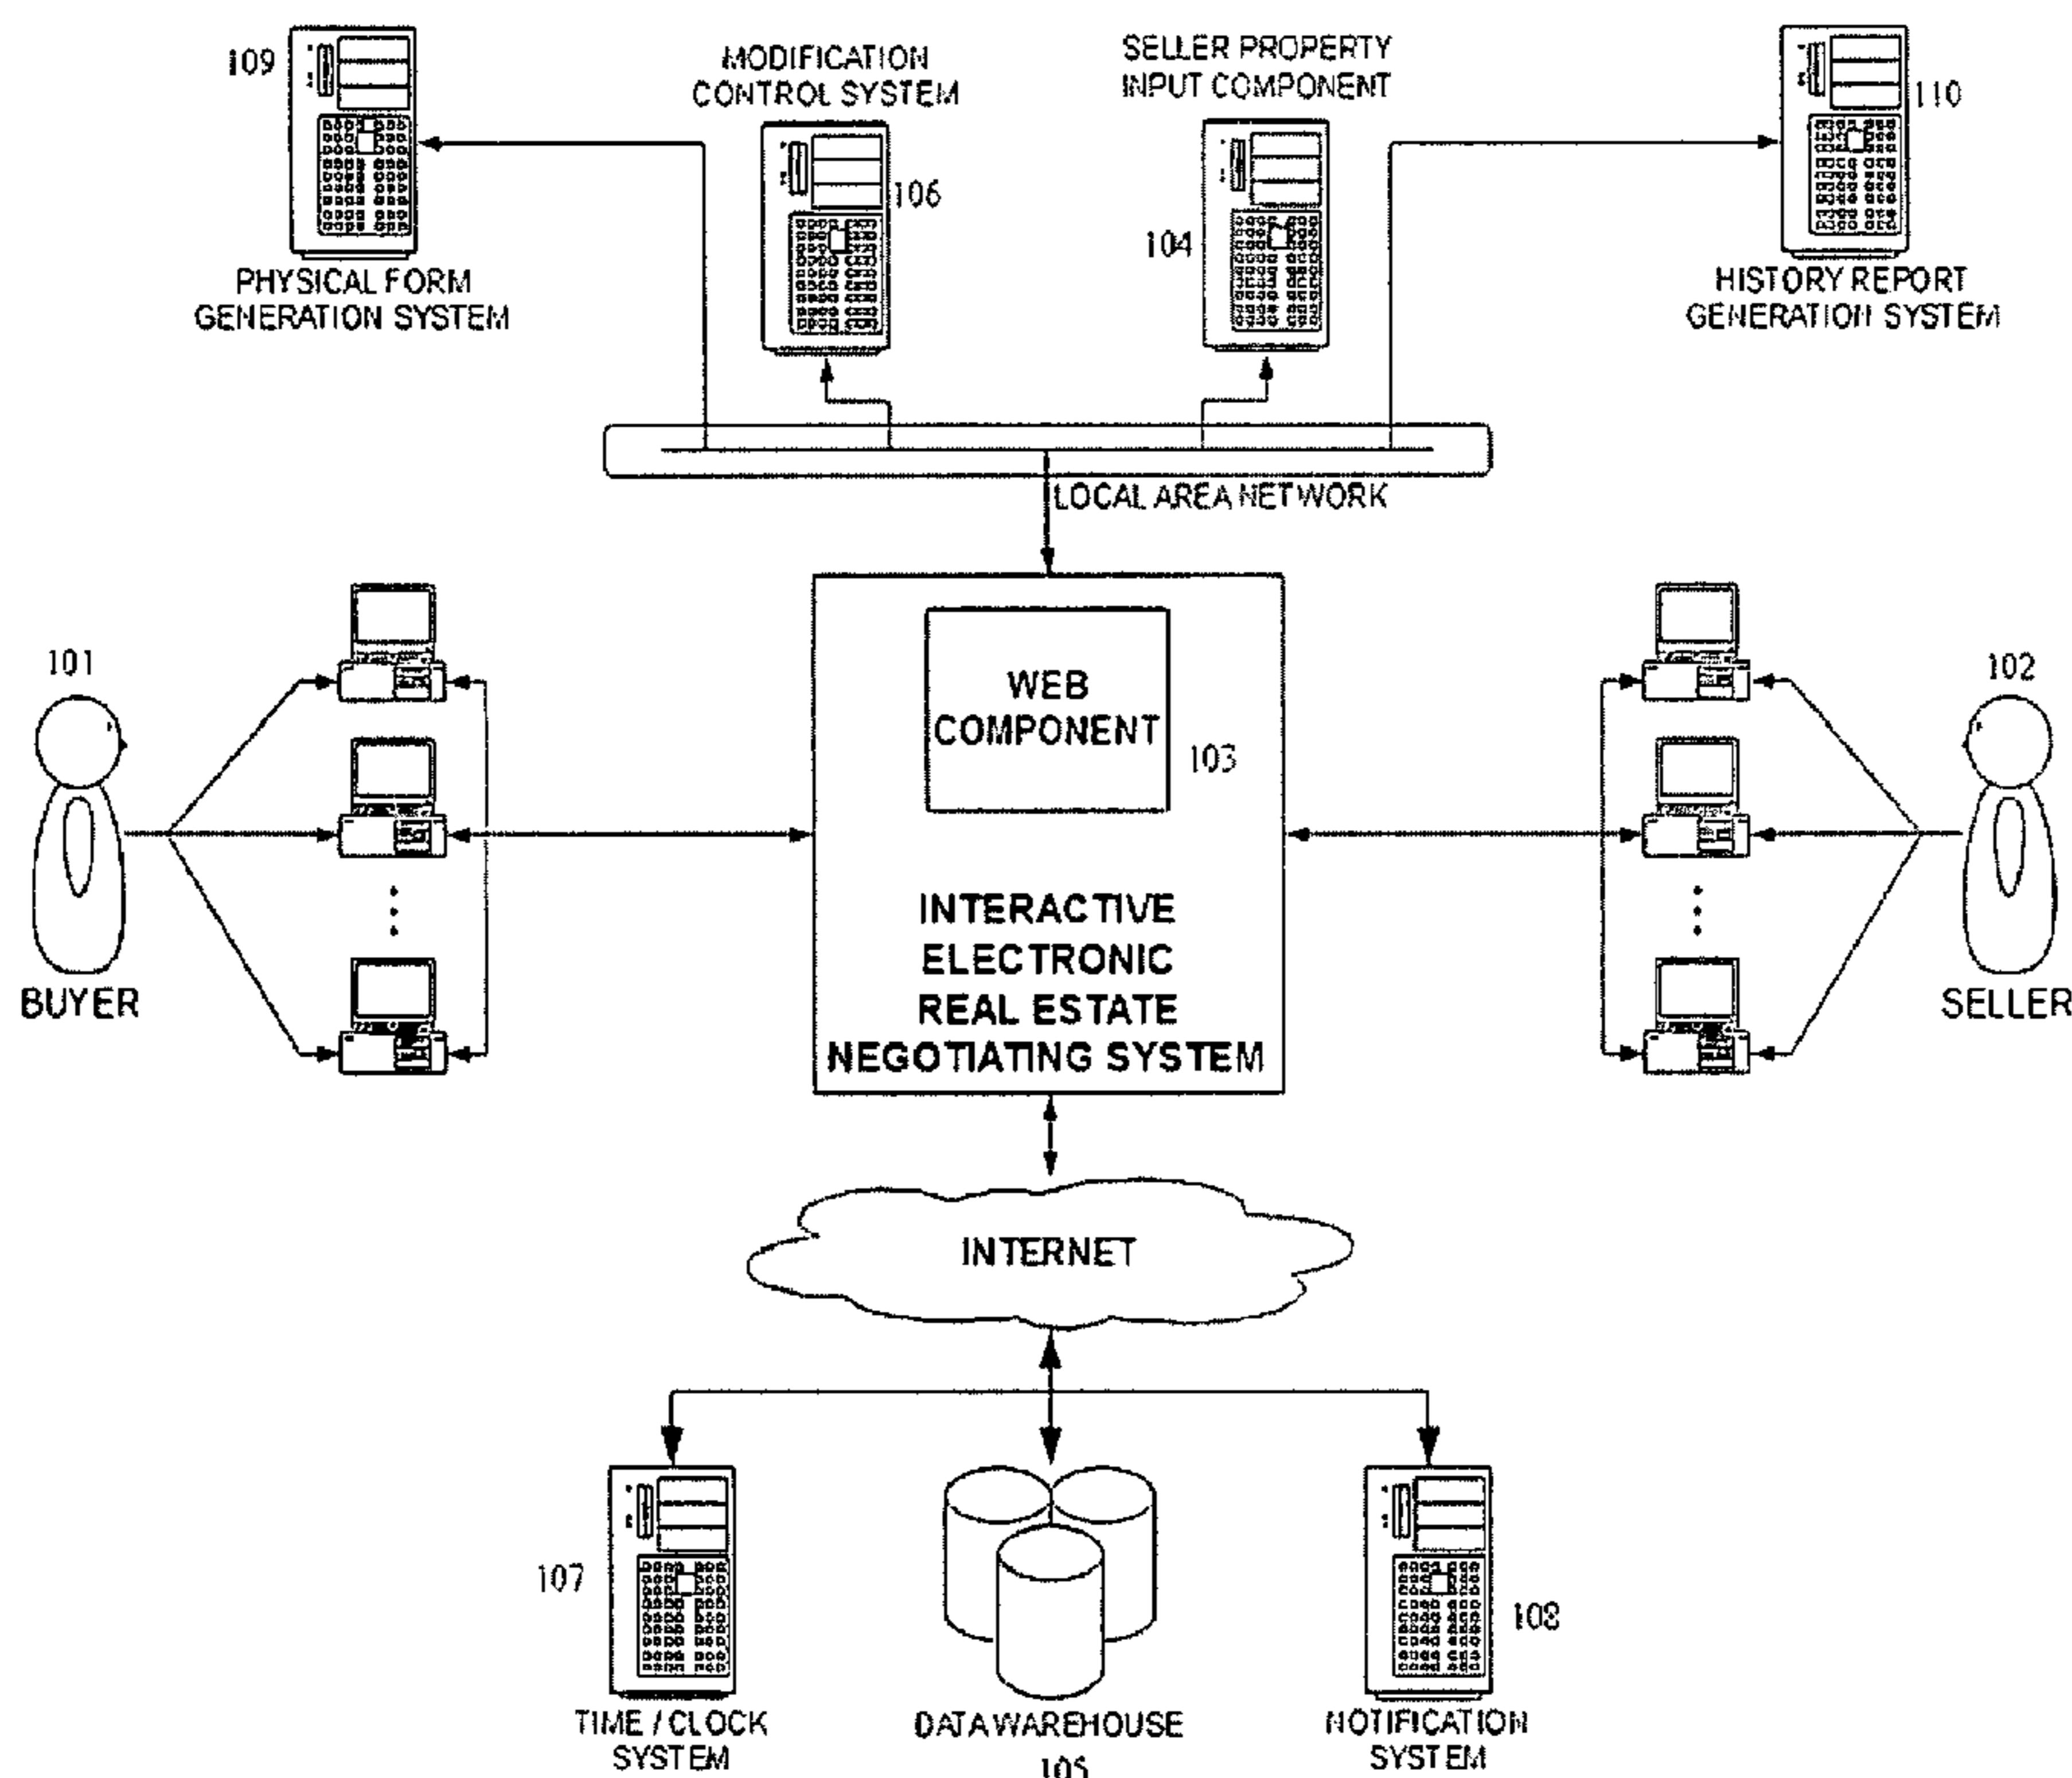 109
MODIFICATION
CONTROL SYSTEM
SELLER PROPERTY
INPUT COMPONENT
110
106
104
PHYSICAL FORM
GENERATION SYSTEM
HISTORY REPORT
GENERATION SYSTEM
LOCAL AREA NETWORK
101
102
WEB
COMPONENT
103
INTERACTIVE
ELECTRONIC
REAL ESTATE
NEGOTIATING SYSTEM
BUYER
SELLER
INTERNET
107
108
TIME / CLOCK
SYSTEM
DATA WAREHOUSE
105
NOTIFICATION
SYSTEM